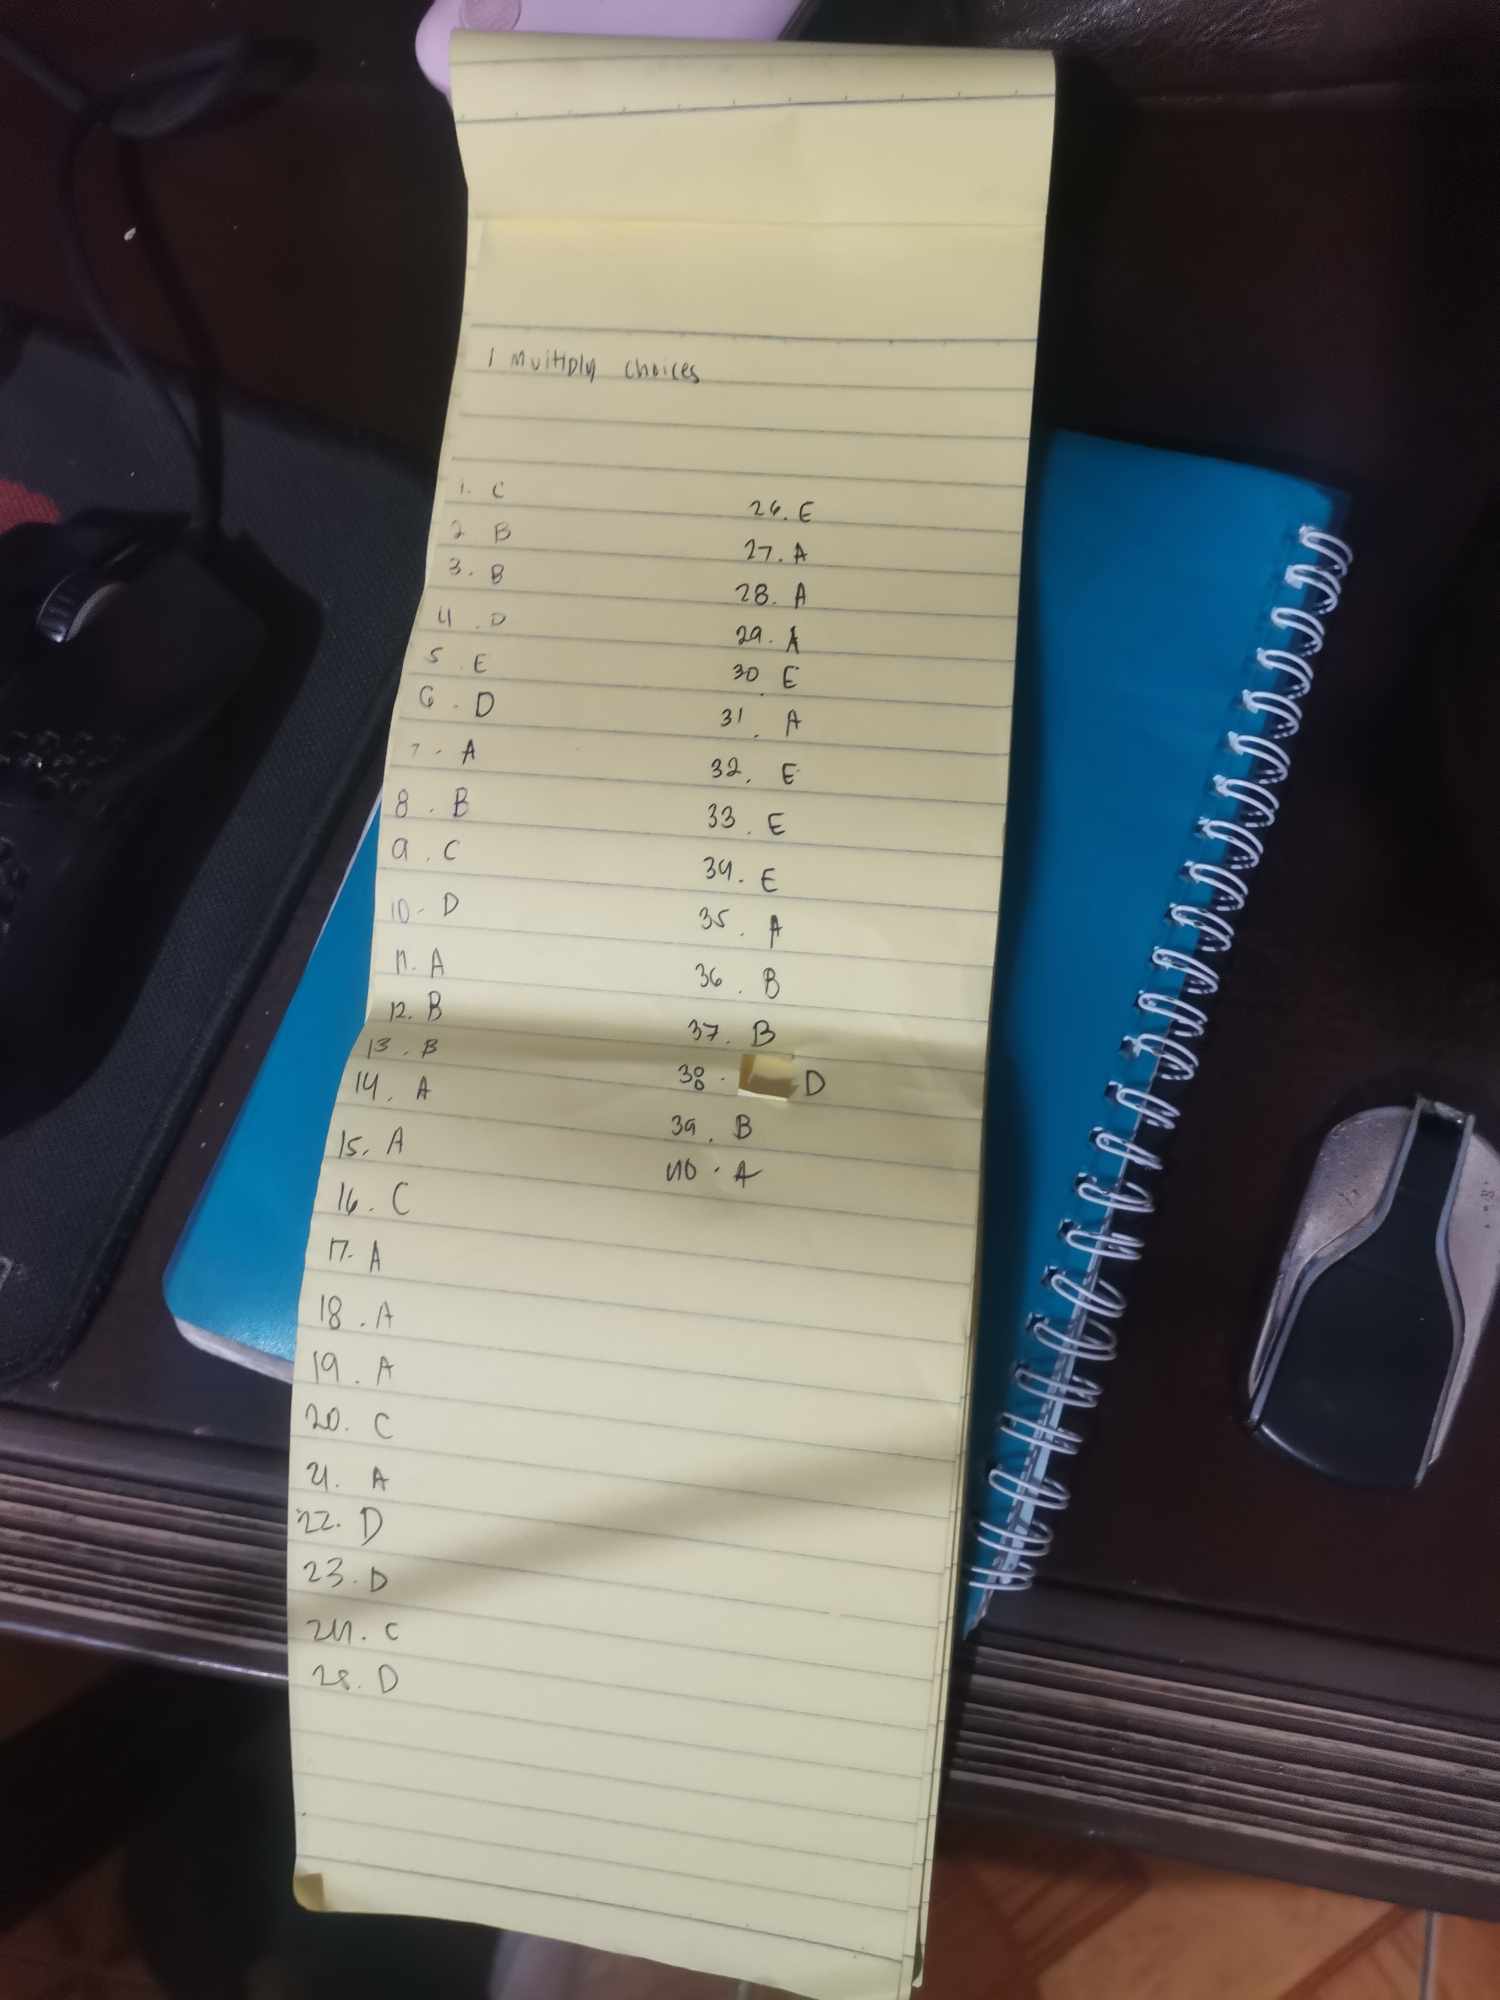 1 Multiply choices
1. C
2 B
3. B
4. D
5. E
6. D
7. A
8. B
9. C
10. D
11. A
12. B
13. B
14. A
15. A
16. C
17. A
18. A
19. A
20. C
21. A
22. D
23. D
24. C
25. D
26. E
27. A
28. A
29. A
30. E
31. A
32. E
33. E
34. E
35. A
36. B
37. B
38. D
39. B
40. A